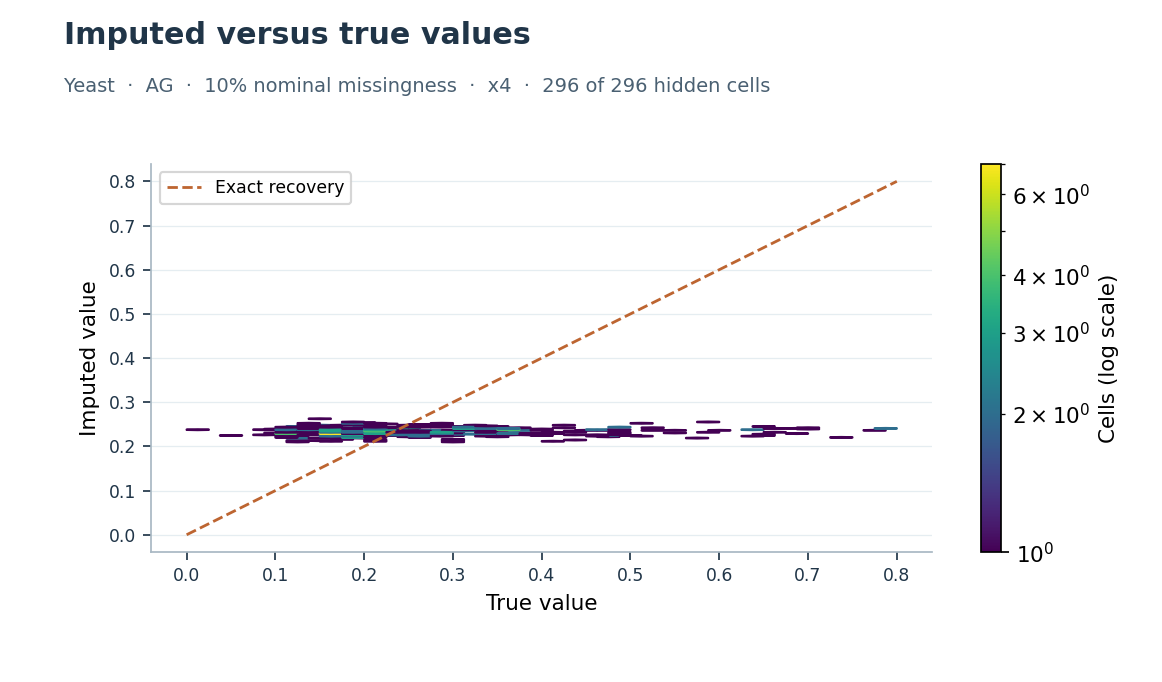 Imputed versus true values
Yeast · AG · 10% nominal missingness · x4 · 296 of 296 hidden cells
Exact recovery
0.8
0.7
0.6
0.5
0.4
0.3
0.2
0.1
0.0
Imputed value
0.0 0.1 0.2 0.3 0.4 0.5 0.6 0.7 0.8
True value
6 × 10⁰
4 × 10⁰
3 × 10⁰
2 × 10⁰
10⁰
Cells (log scale)